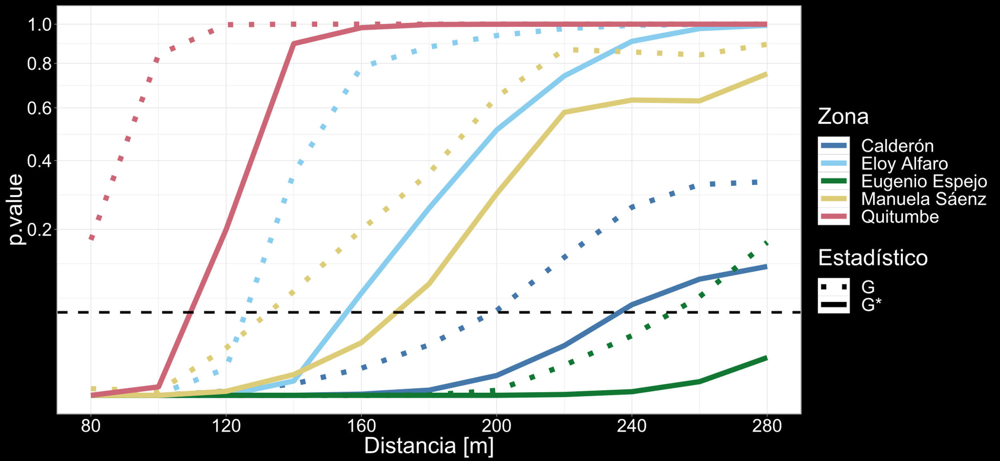 1.0
0.8
0.6
0.4
0.2
p.value
80
120
160
200
240
280
Distancia [m]
Zona
Calderón
Eloy Alfaro
Eugenio Espejo
Manuela Sáenz
Quitumbe
Estadístico
G
G*